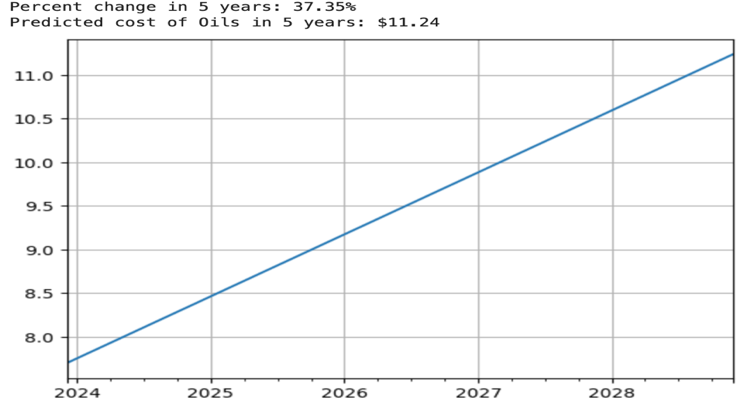 Percent change in 5 years: 37.35%
Predicted cost of Oils in 5 years: $11.24
11.0
10.5
10.0
9.5
9.0
8.5
8.0
2024 2025 2026 2027 2028